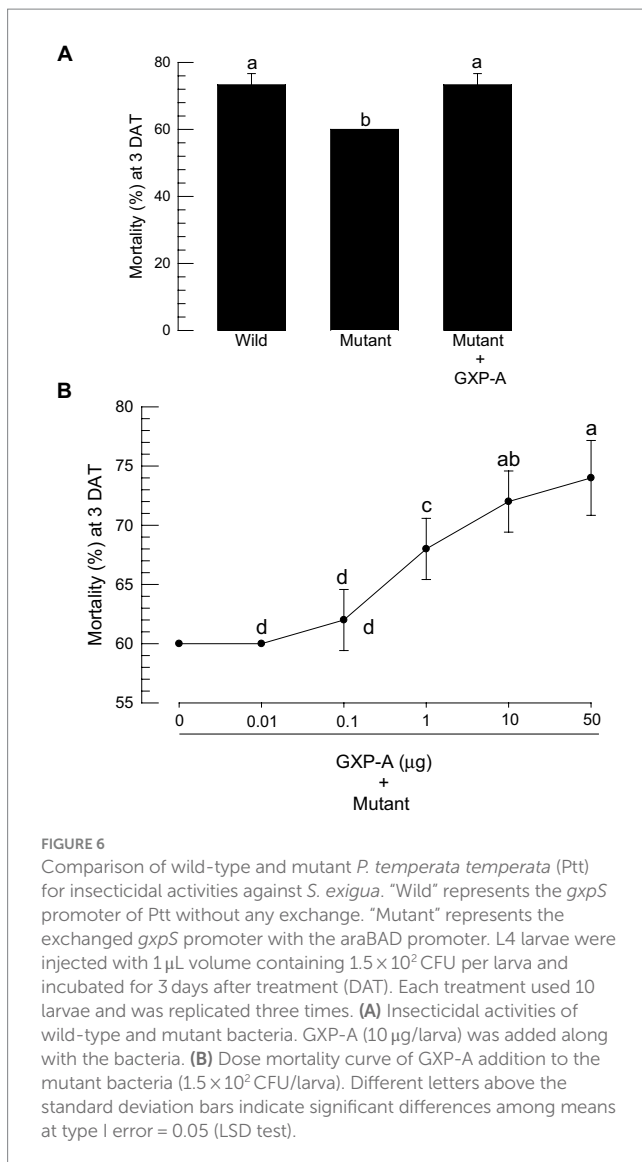 A
Mortality (%) at 3 DAT
80
60
40
20
0
a
b
a
Wild
Mutant
Mutant
+
GXP-A
B
Mortality (%) at 3 DAT
80
75
70
65
60
55
d
d
d
c
ab
a
0 0.01 0.1 1 10 50
GXP-A (μg)
+
Mutant
FIGURE 6
Comparison of wild-type and mutant P. temperata temperata (Ptt)
for insecticidal activities against S. exigua. "Wild" represents the gxpS
promoter of Ptt without any exchange. "Mutant" represents the
exchanged gxpS promoter with the araBAD promoter. L4 larvae were
injected with 1 μL volume containing 1.5 × 10² CFU per larva and
incubated for 3 days after treatment (DAT). Each treatment used 10
larvae and was replicated three times. (A) Insecticidal activities of
wild-type and mutant bacteria. GXP-A (10 μg/larva) was added along
with the bacteria. (B) Dose mortality curve of GXP-A addition to the
mutant bacteria (1.5 × 10² CFU/larva). Different letters above the
standard deviation bars indicate significant differences among means
at type I error = 0.05 (LSD test).